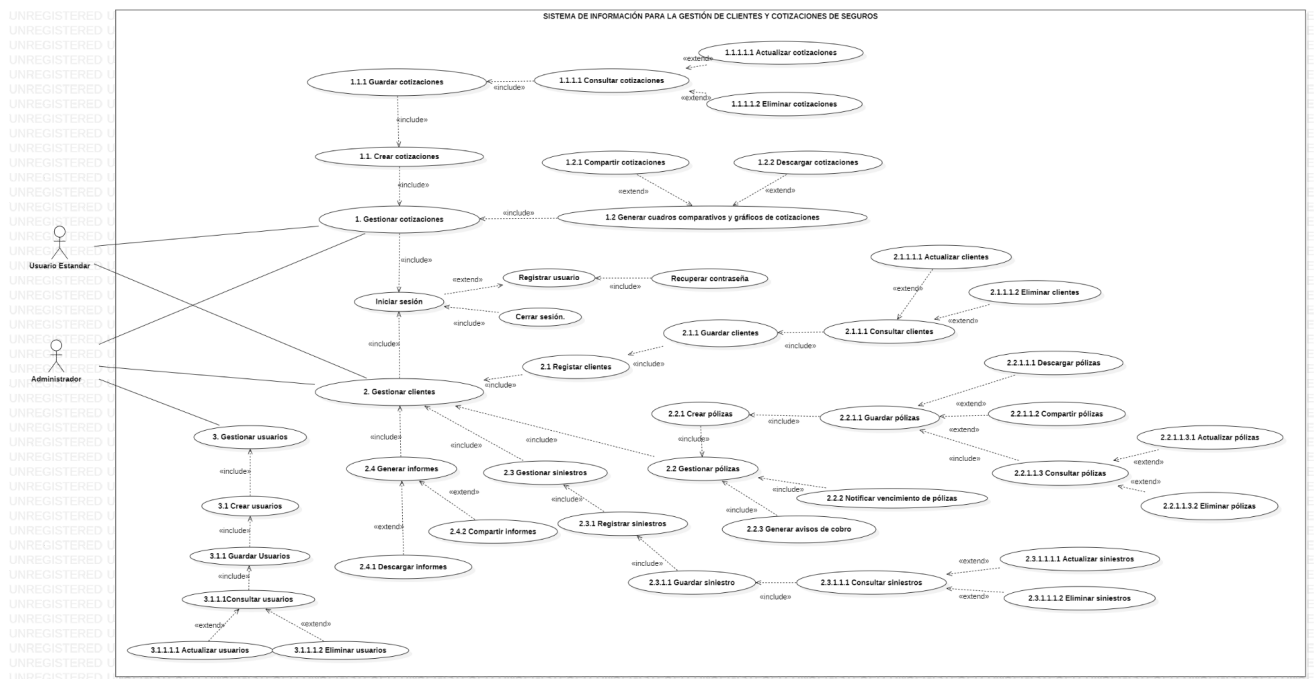 SISTEMA DE INFORMACIÓN PARA LA GESTIÓN DE CLIENTES Y COTIZACIONES DE SEGUROS
UNREGISTERED U
1.1.1.1.1 Actualizar cotizaciones
«extend»
1.1.1 Guardar cotizaciones
«include»
1.1.1.1 Consultar cotizaciones
«extend»
1.1.1.1.2 Eliminar cotizaciones
«include»
1.1. Crear cotizaciones
1.2.1 Compartir cotizaciones
1.2.2 Descargar cotizaciones
«include»
«extend»
«extend»
1. Gestionar cotizaciones
«include»
1.2 Generar cuadros comparativos y gráficos de cotizaciones
Usuario Estandar
«include»
2.1.1.1.1 Actualizar clientes
«extend»
Registrar usuario
«include»
Recuperar contraseña
«extend»
2.1.1.1.2 Eliminar clientes
Iniciar sesión
«include»
Cerrar sesión.
«extend»
2.1.1 Guardar clientes
«include»
2.1.1.1 Consultar clientes
«include»
2.1 Registar clientes
«include»
2.2.1.1.1 Descargar pólizas
Administrador
«include»
2. Gestionar clientes
«extend»
2.2.1 Crear pólizas
«include»
2.2.1.1 Guardar pólizas
«extend»
2.2.1.1.2 Compartir pólizas
3. Gestionar usuarios
«include»
«include»
«include»
«include»
2.2.1.1.3.1 Actualizar pólizas
«include»
«extend»
2.4 Generar informes
2.3 Gestionar siniestros
2.2 Gestionar pólizas
2.2.1.1.3 Consultar pólizas
«include»
«extend»
«include»
«include»
2.2.2 Notificar vencimiento de pólizas
«extend»
2.2.1.1.3.2 Eliminar pólizas
3.1 Crear usuarios
«include»
«extend»
2.4.2 Compartir informes
2.3.1 Registrar siniestros
«include»
2.2.3 Generar avisos de cobro
3.1.1 Guardar Usuarios
«include»
2.4.1 Descargar informes
«include»
2.3.1.1 Guardar siniestro
«include»
2.3.1.1.1 Consultar siniestros
«extend»
2.3.1.1.1.1 Actualizar siniestros
«extend»
2.3.1.1.1.2 Eliminar siniestros
3.1.1.1Consultar usuarios
«extend»
«extend»
3.1.1.1.1 Actualizar usuarios
3.1.1.1.2 Eliminar usuarios